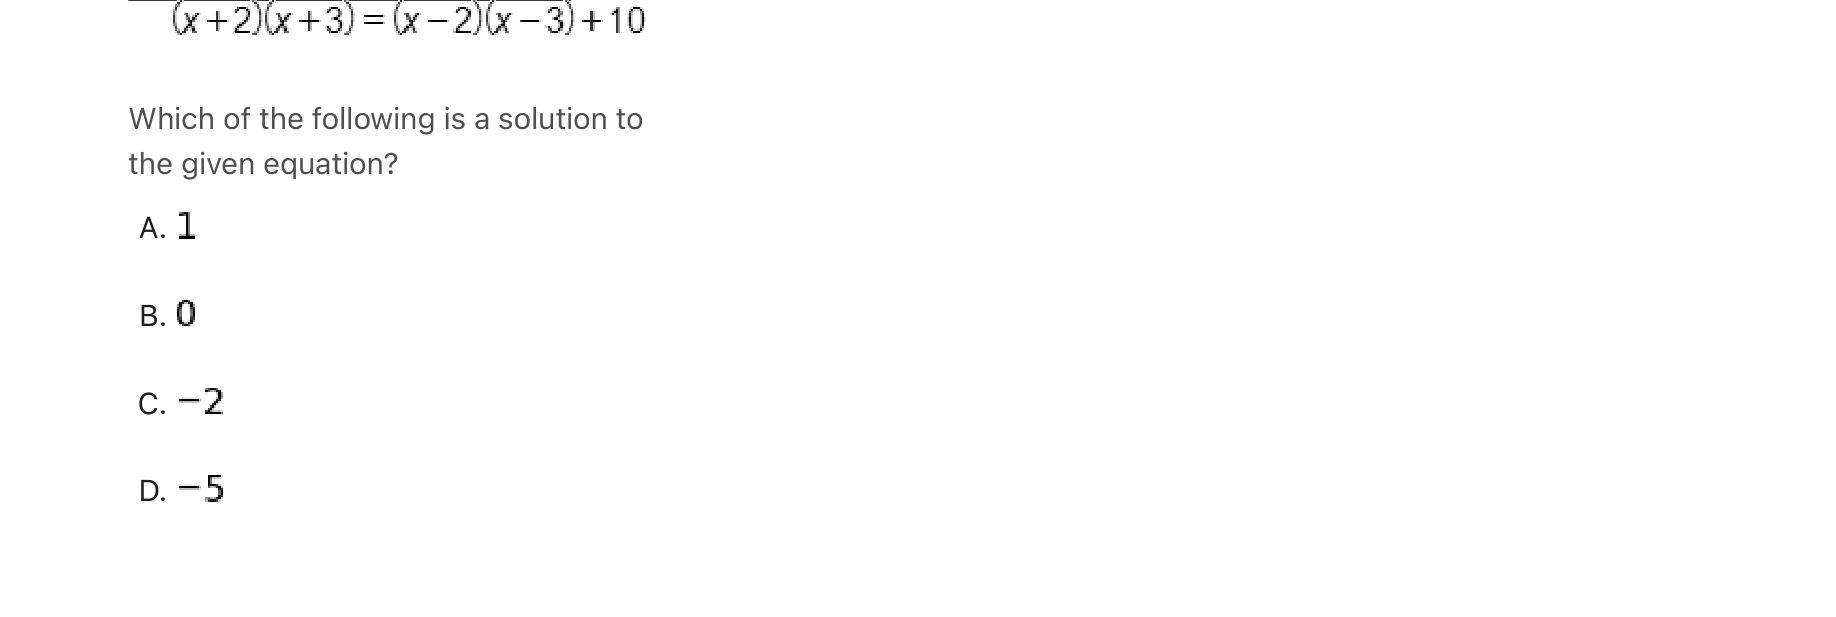 (x+2)(x+3)=(x−2)(x−3)+10
Which of the following is a solution to
the given equation?
A. 1
B. 0
C. −2
D. −5